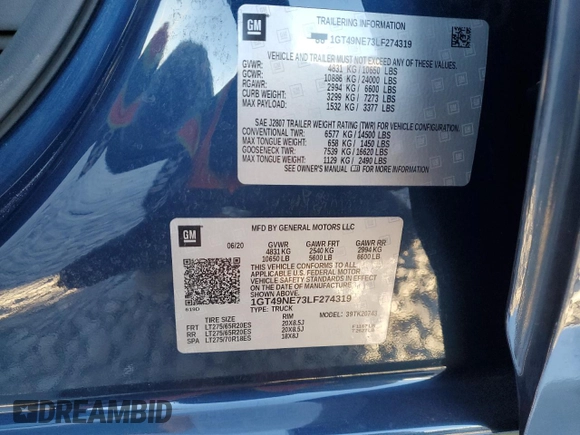 GM
TRAILERING INFORMATION
1GT49NE73LF274319
VEHICLE AND TRAILER MUST NOT EXCEED ANY OF THESE VALUES.
GVWR: 4831 KG/10650 LBS
GCWR: 10886 KG/24000 LBS
RGAWR: 2994 KG/ 6600 LBS
CURB WEIGHT: 3299 KG/ 7273 LBS
MAX PAYLOAD: 1532 KG/ 3377 LBS
SAE J2807 TRAILER WEIGHT RATING (TWR) FOR VEHICLE CONFIGURATION.
CONVENTIONAL TWR: 6577 KG/14500 LBS
MAX TONGUE WEIGHT: 658 KG/ 1450 LBS
GOOSENECK TWR: 7539 KG/16620 LBS
MAX TONGUE WEIGHT: 1129 KG/ 2490 LBS
SEE OWNER'S MANUAL FOR MORE INFORMATION
GM
MFD BY GENERAL MOTORS LLC
06/20 GVWR GAWR FRT GAWR RR
4831 KG 2540 KG 2994 KG
10650 LB 5600 LB 6600 LB
THIS VEHICLE CONFORMS TO ALL
APPLICABLE U.S. FEDERAL MOTOR
VEHICLE SAFETY STANDARDS IN EFFECT
ON THE DATE OF MANUFACTURE
SHOWN ABOVE.
1GT49NE73LF274319
TYPE: TRUCK
619D
TIRE SIZE RIM MODEL: 39TK20743
FRT LT275/65R20ES 20X8.5J
RR LT275/65R20ES 20X8.5J
SPA LT275/70R18ES 18X8J
DREAMBID